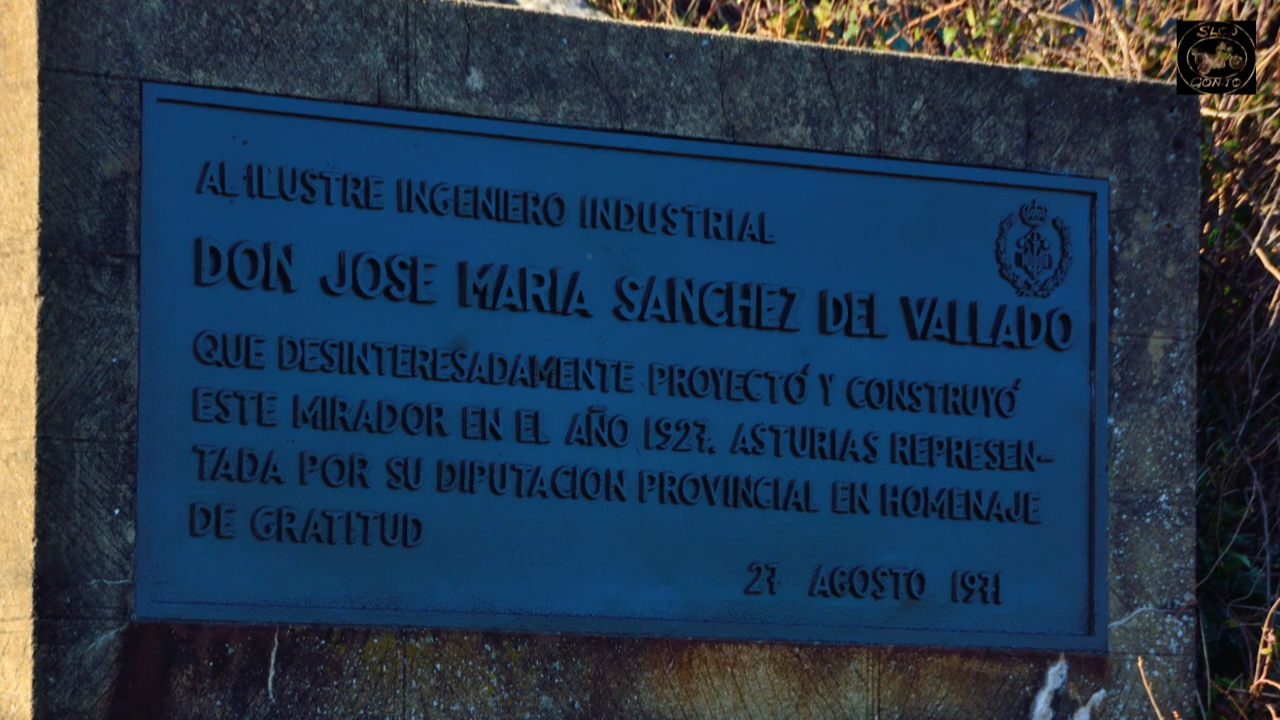 AL ILUSTRE INGENIERO INDUSTRIAL
DON JOSE MARIA SANCHEZ DEL VALLADO
QUE DESINTERESADAMENTE PROYECTÓ Y CONSTRUYÓ
ESTE MIRADOR EN EL AÑO 1927. ASTURIAS REPRESEN-
TADA POR SU DIPUTACION PROVINCIAL EN HOMENAJE
DE GRATITUD
27 AGOSTO 1971